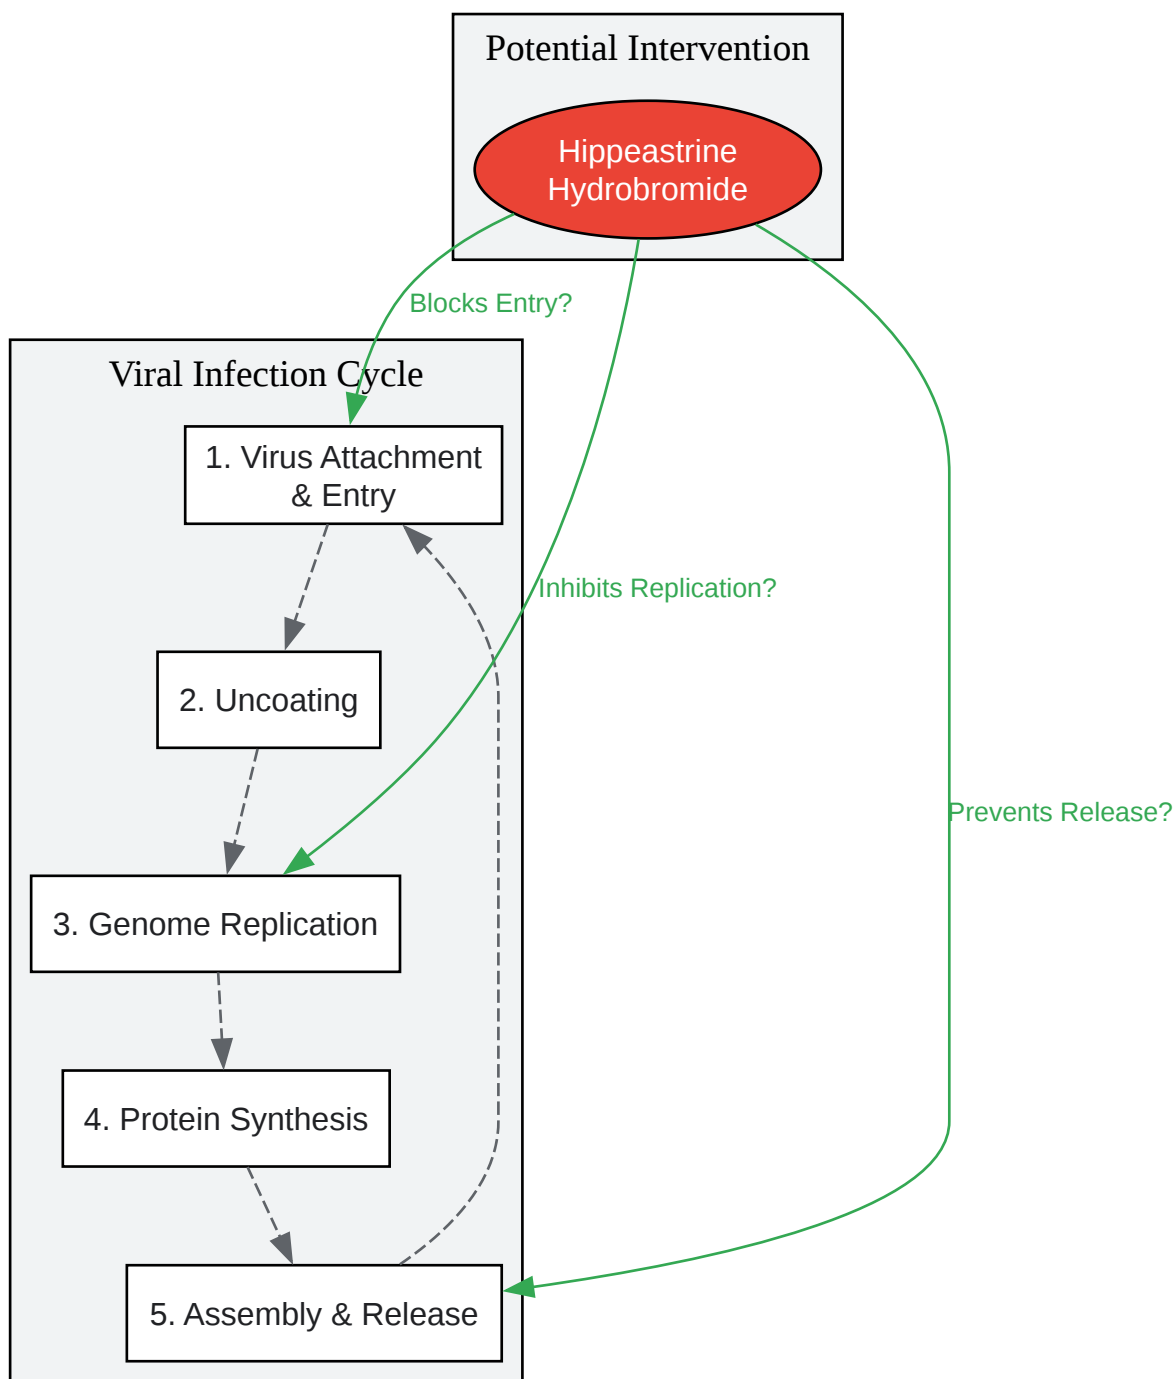 Potential Intervention
Hippeastrine
Hydrobromide
Blocks Entry?
Viral Infection Cycle
1. Virus Attachment
& Entry
Inhibits Replication?
2. Uncoating
Prevents Release?
3. Genome Replication
4. Protein Synthesis
5. Assembly & Release